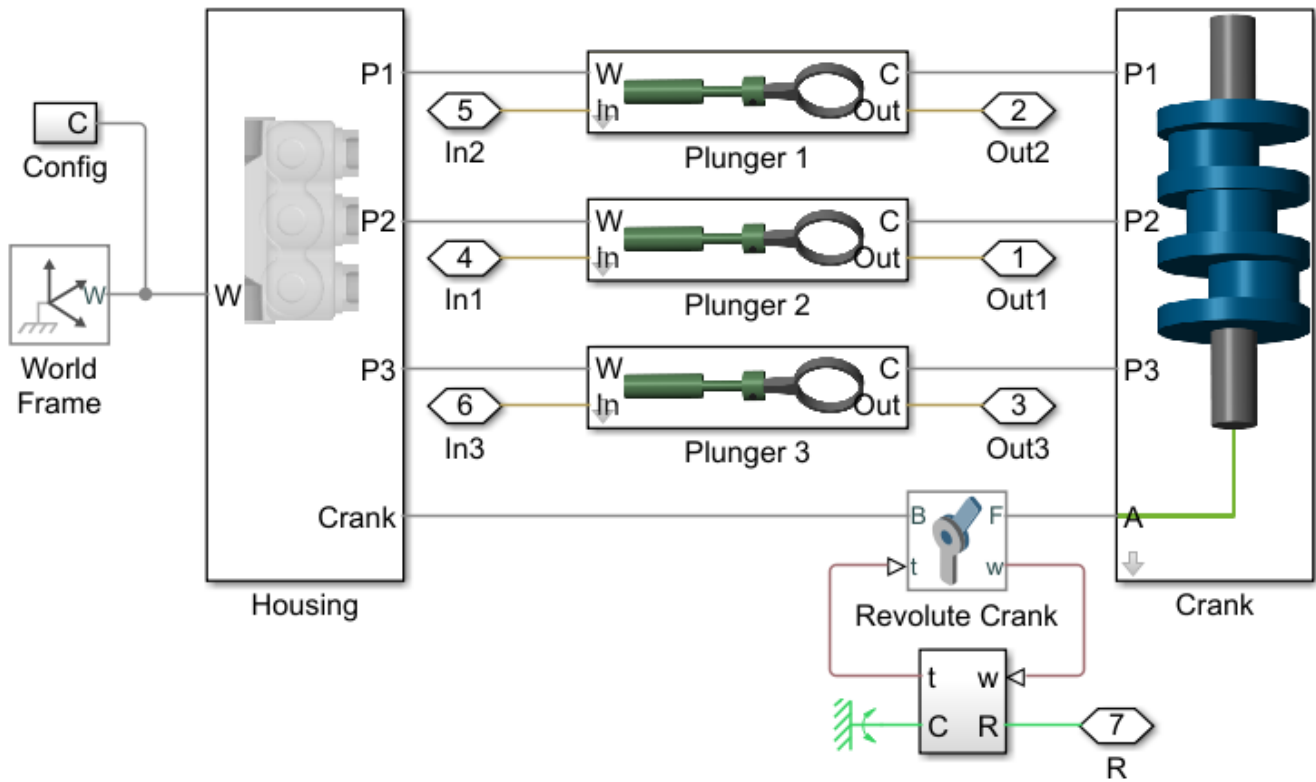 C
Config
W
World
Frame
W
P1
P2
P3
Crank
Housing
5
In2
W
In
C
Out
Plunger 1
2
Out2
4
In1
W
In
C
Out
Plunger 2
1
Out1
6
In3
W
In
C
Out
Plunger 3
3
Out3
P1
P2
P3
A
Crank
B
F
t
w
Revolute Crank
t
w
C
R
7
R